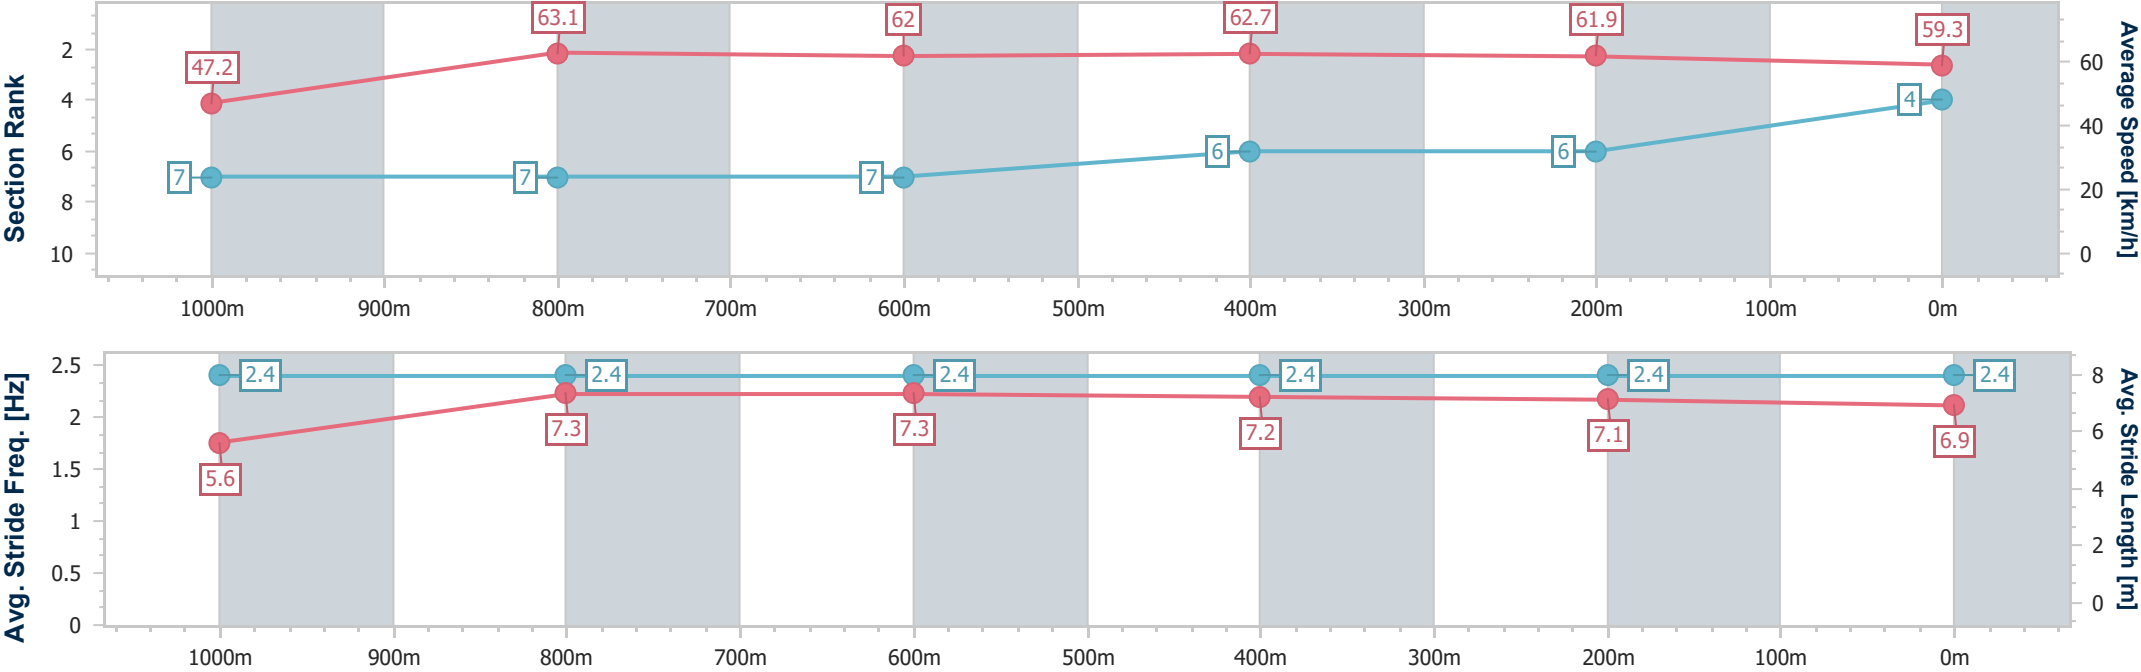 Section Rank
2
4
6
8
10
47.2
63.1
62
62.7
61.9
59.3
7
7
7
6
6
4
60
40
20
0
Average Speed [km/h]
1000m
900m
800m
700m
600m
500m
400m
300m
200m
100m
0m
Avg. Stride Freq. [Hz]
2.5
2
1.5
1
0.5
0
2.4
2.4
2.4
2.4
2.4
2.4
5.6
7.3
7.3
7.2
7.1
6.9
8
6
4
2
0
Avg. Stride Length [m]
1000m
900m
800m
700m
600m
500m
400m
300m
200m
100m
0m